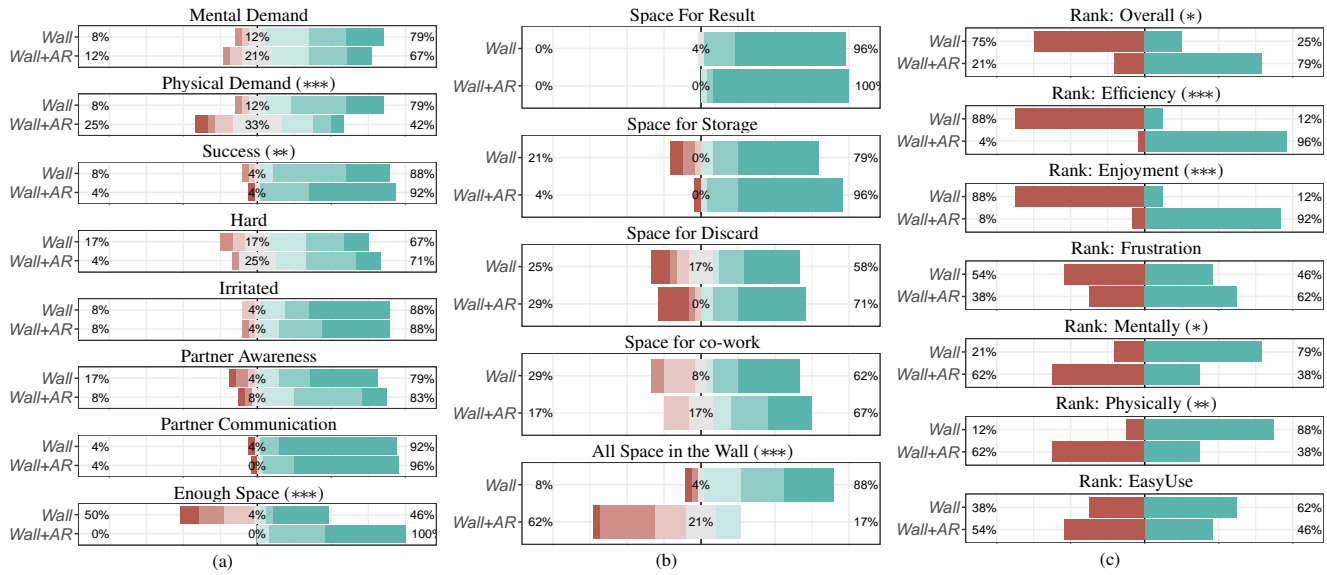 Mental Demand
Wall 8% 12% 79%
Wall+AR 12% 21% 67%
Physical Demand (***)
Wall 8% 12% 79%
Wall+AR 25% 33% 42%
Success (**)
Wall 8% 4% 88%
Wall+AR 4% 4% 92%
Hard
Wall 17% 17% 67%
Wall+AR 4% 25% 71%
Irritated
Wall 8% 4% 88%
Wall+AR 8% 4% 88%
Partner Awareness
Wall 17% 4% 79%
Wall+AR 8% 8% 83%
Partner Communication
Wall 4% 4% 92%
Wall+AR 4% 0% 96%
Enough Space (***)
Wall 50% 4% 46%
Wall+AR 0% 0% 100%
(a)
Space For Result
Wall 0% 4% 96%
Wall+AR 0% 0% 100%
Space for Storage
Wall 21% 0% 79%
Wall+AR 4% 0% 96%
Space for Discard
Wall 25% 17% 58%
Wall+AR 29% 0% 71%
Space for co-work
Wall 29% 8% 62%
Wall+AR 17% 17% 67%
All Space in the Wall (***)
Wall 8% 4% 88%
Wall+AR 62% 21% 17%
(b)
Rank: Overall (*)
Wall 75% 25%
Wall+AR 21% 79%
Rank: Efficiency (***)
Wall 88% 12%
Wall+AR 4% 96%
Rank: Enjoyment (***)
Wall 88% 12%
Wall+AR 8% 92%
Rank: Frustration
Wall 54% 46%
Wall+AR 38% 62%
Rank: Mentally (*)
Wall 21% 79%
Wall+AR 62% 38%
Rank: Physically (**)
Wall 12% 88%
Wall+AR 62% 38%
Rank: EasyUse
Wall 38% 62%
Wall+AR 54% 46%
(c)